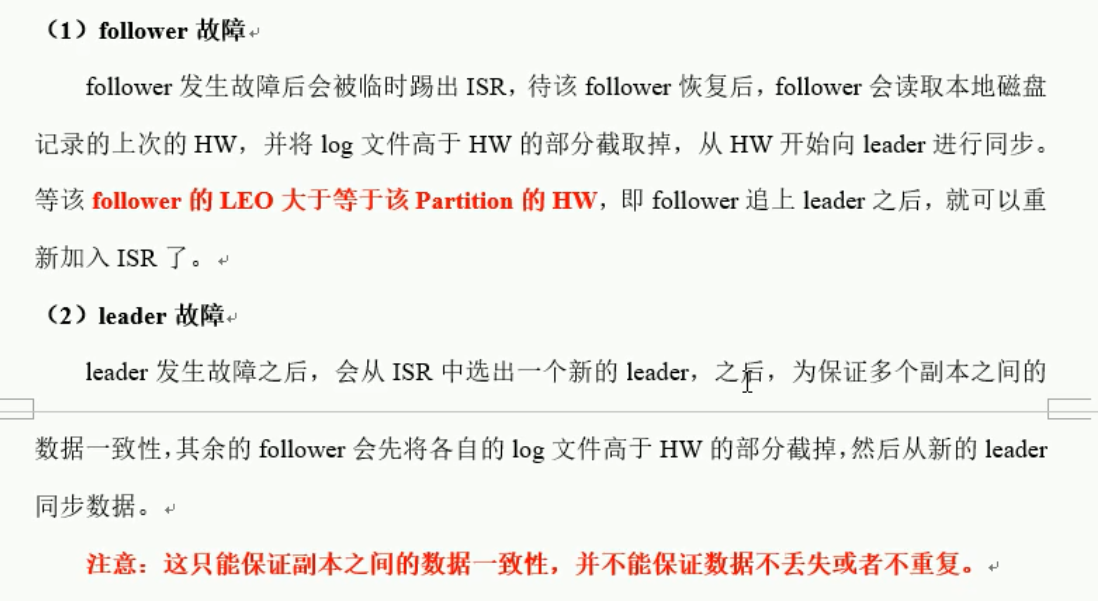 （1）follower 故障
follower 发生故障后会被临时踢出 ISR，待该 follower 恢复后，follower 会读取本地磁盘
记录的上次的 HW，并将 log 文件高于 HW 的部分截取掉，从 HW 开始向 leader 进行同步。
等该 follower 的 LEO 大于等于该 Partition 的 HW，即 follower 追上 leader 之后，就可以重
新加入 ISR 了。
（2）leader 故障
leader 发生故障之后，会从 ISR 中选出一个新的 leader，之后，为保证多个副本之间的
数据一致性，其余的 follower 会先将各自的 log 文件高于 HW 的部分截掉，然后从新的 leader
同步数据。
注意：这只能保证副本之间的数据一致性，并不能保证数据不丢失或者不重复。